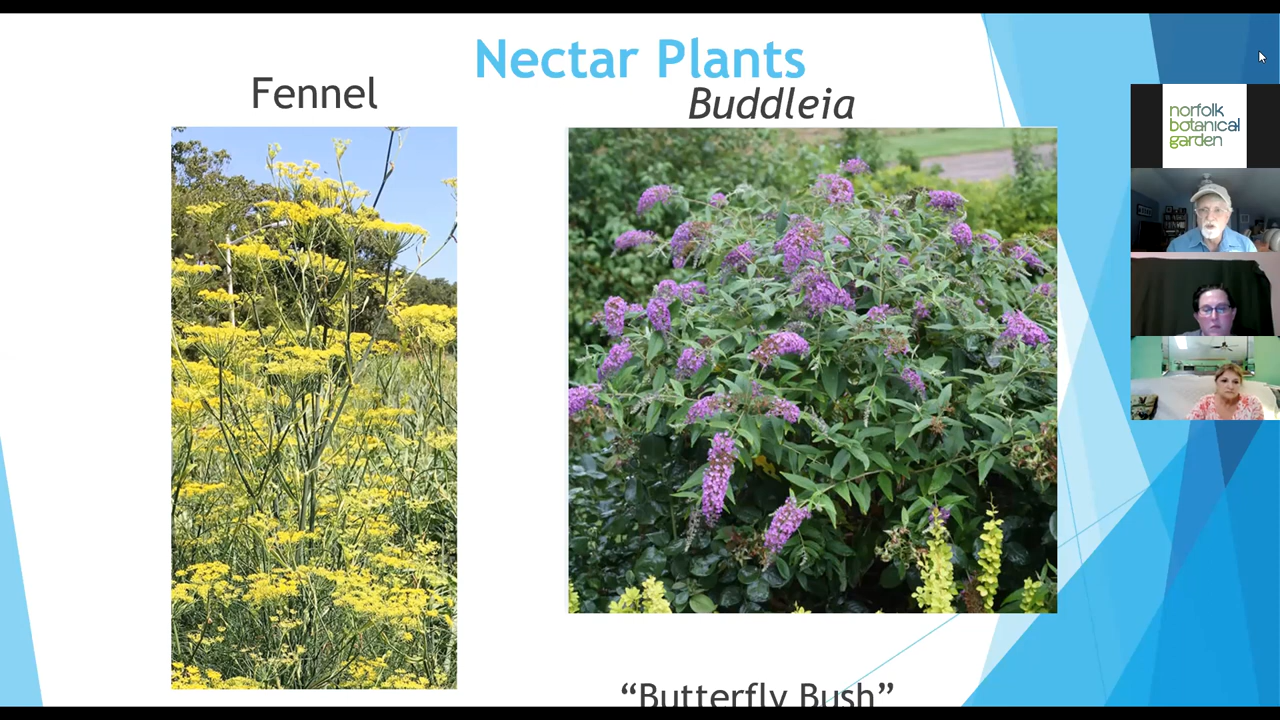 Nectar Plants
Fennel
Buddleia
"Butterfly Bush"
norfolk
botanical
garden